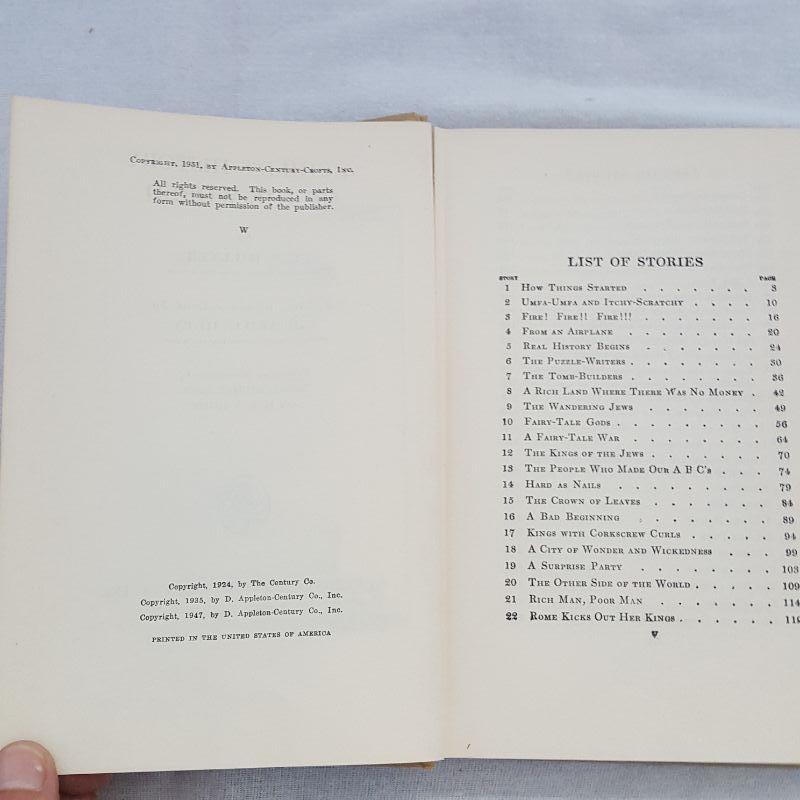 COPYRIGHT, 1951, BY APPLETON-CENTURY-CROFTS, INC.
All rights reserved. This book, or parts
thereof, must not be reproduced in any
form without permission of the publisher.
W
Copyright, 1924, by The Century Co.
Copyright, 1935, by D. Appleton-Century Co., Inc.
Copyright, 1947, by D. Appleton-Century Co., Inc.
PRINTED IN THE UNITED STATES OF AMERICA
LIST OF STORIES
STORY PAGE
1 HOW THINGS STARTED . . . . . . . 3
2 UMFA-UMFA AND ITCHY-SCRATCHY . . . . 10
3 FIRE! FIRE!! FIRE!!! . . . . . . . 16
4 FROM AN AIRPLANE . . . . . . . 20
5 REAL HISTORY BEGINS . . . . . . 24
6 THE PUZZLE-WRITERS . . . . . . . 30
7 THE TOMB-BUILDERS . . . . . . . 36
8 A RICH LAND WHERE THERE WAS NO MONEY . 42
9 THE WANDERING JEWS . . . . . . 49
10 FAIRY-TALE GODS . . . . . . . . 56
11 A FAIRY-TALE WAR . . . . . . . 64
12 THE KINGS OF THE JEWS . . . . . . 70
13 THE PEOPLE WHO MADE OUR A B C's . . . 74
14 HARD AS NAILS . . . . . . . . 79
15 THE CROWN OF LEAVES . . . . . . 84
16 A BAD BEGINNING . . . . . . . 89
17 KINGS WITH CORKSCREW CURLS . . . . . 94
18 A CITY OF WONDER AND WICKEDNESS . . . 99
19 A SURPRISE PARTY . . . . . . . 103
20 THE OTHER SIDE OF THE WORLD . . . . . 109
21 RICH MAN, POOR MAN . . . . . . 114
22 ROME KICKS OUT HER KINGS . . . . . .
V